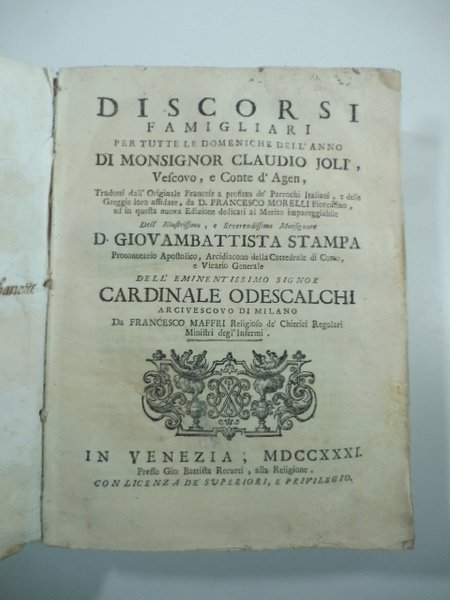 DISCORSI
FAMIGLIARI
PER TUTTE LE DOMENICHE DELL'ANNO
DI MONSIGNOR CLAUDIO JOLI',
Vescovo, e Conte d'Agen,
Tradotti dall'Originale Francese a profitto de' Parrochi Italiani, e delle
Greggie loro affidate, da D. FRANCESCO MORELLI Fiorentino,
ed in questa nuova Edizione dedicati al Merito impareggiabile
Dell'Illustrissimo, e Reverendissimo Monsignore
D. GIOVAMBATTISTA STAMPA
Protonotario Apostolico, Arcidiacono della Cattedrale di Como,
e Vicario Generale
DELL'EMINENTISSIMO SIGNOR
CARDINALE ODESCALCHI
ARCIVESCOVO DI MILANO
Da FRANCESCO MAFFEI Religioso de' Chierici Regolari
Ministri degl'Infermi.
IN VENEZIA, MDCCXXXI.
Presso Gio: Battista Recurti, alla Religione.
CON LICENZA DE' SUPERIORI, E PRIVILEGIO.